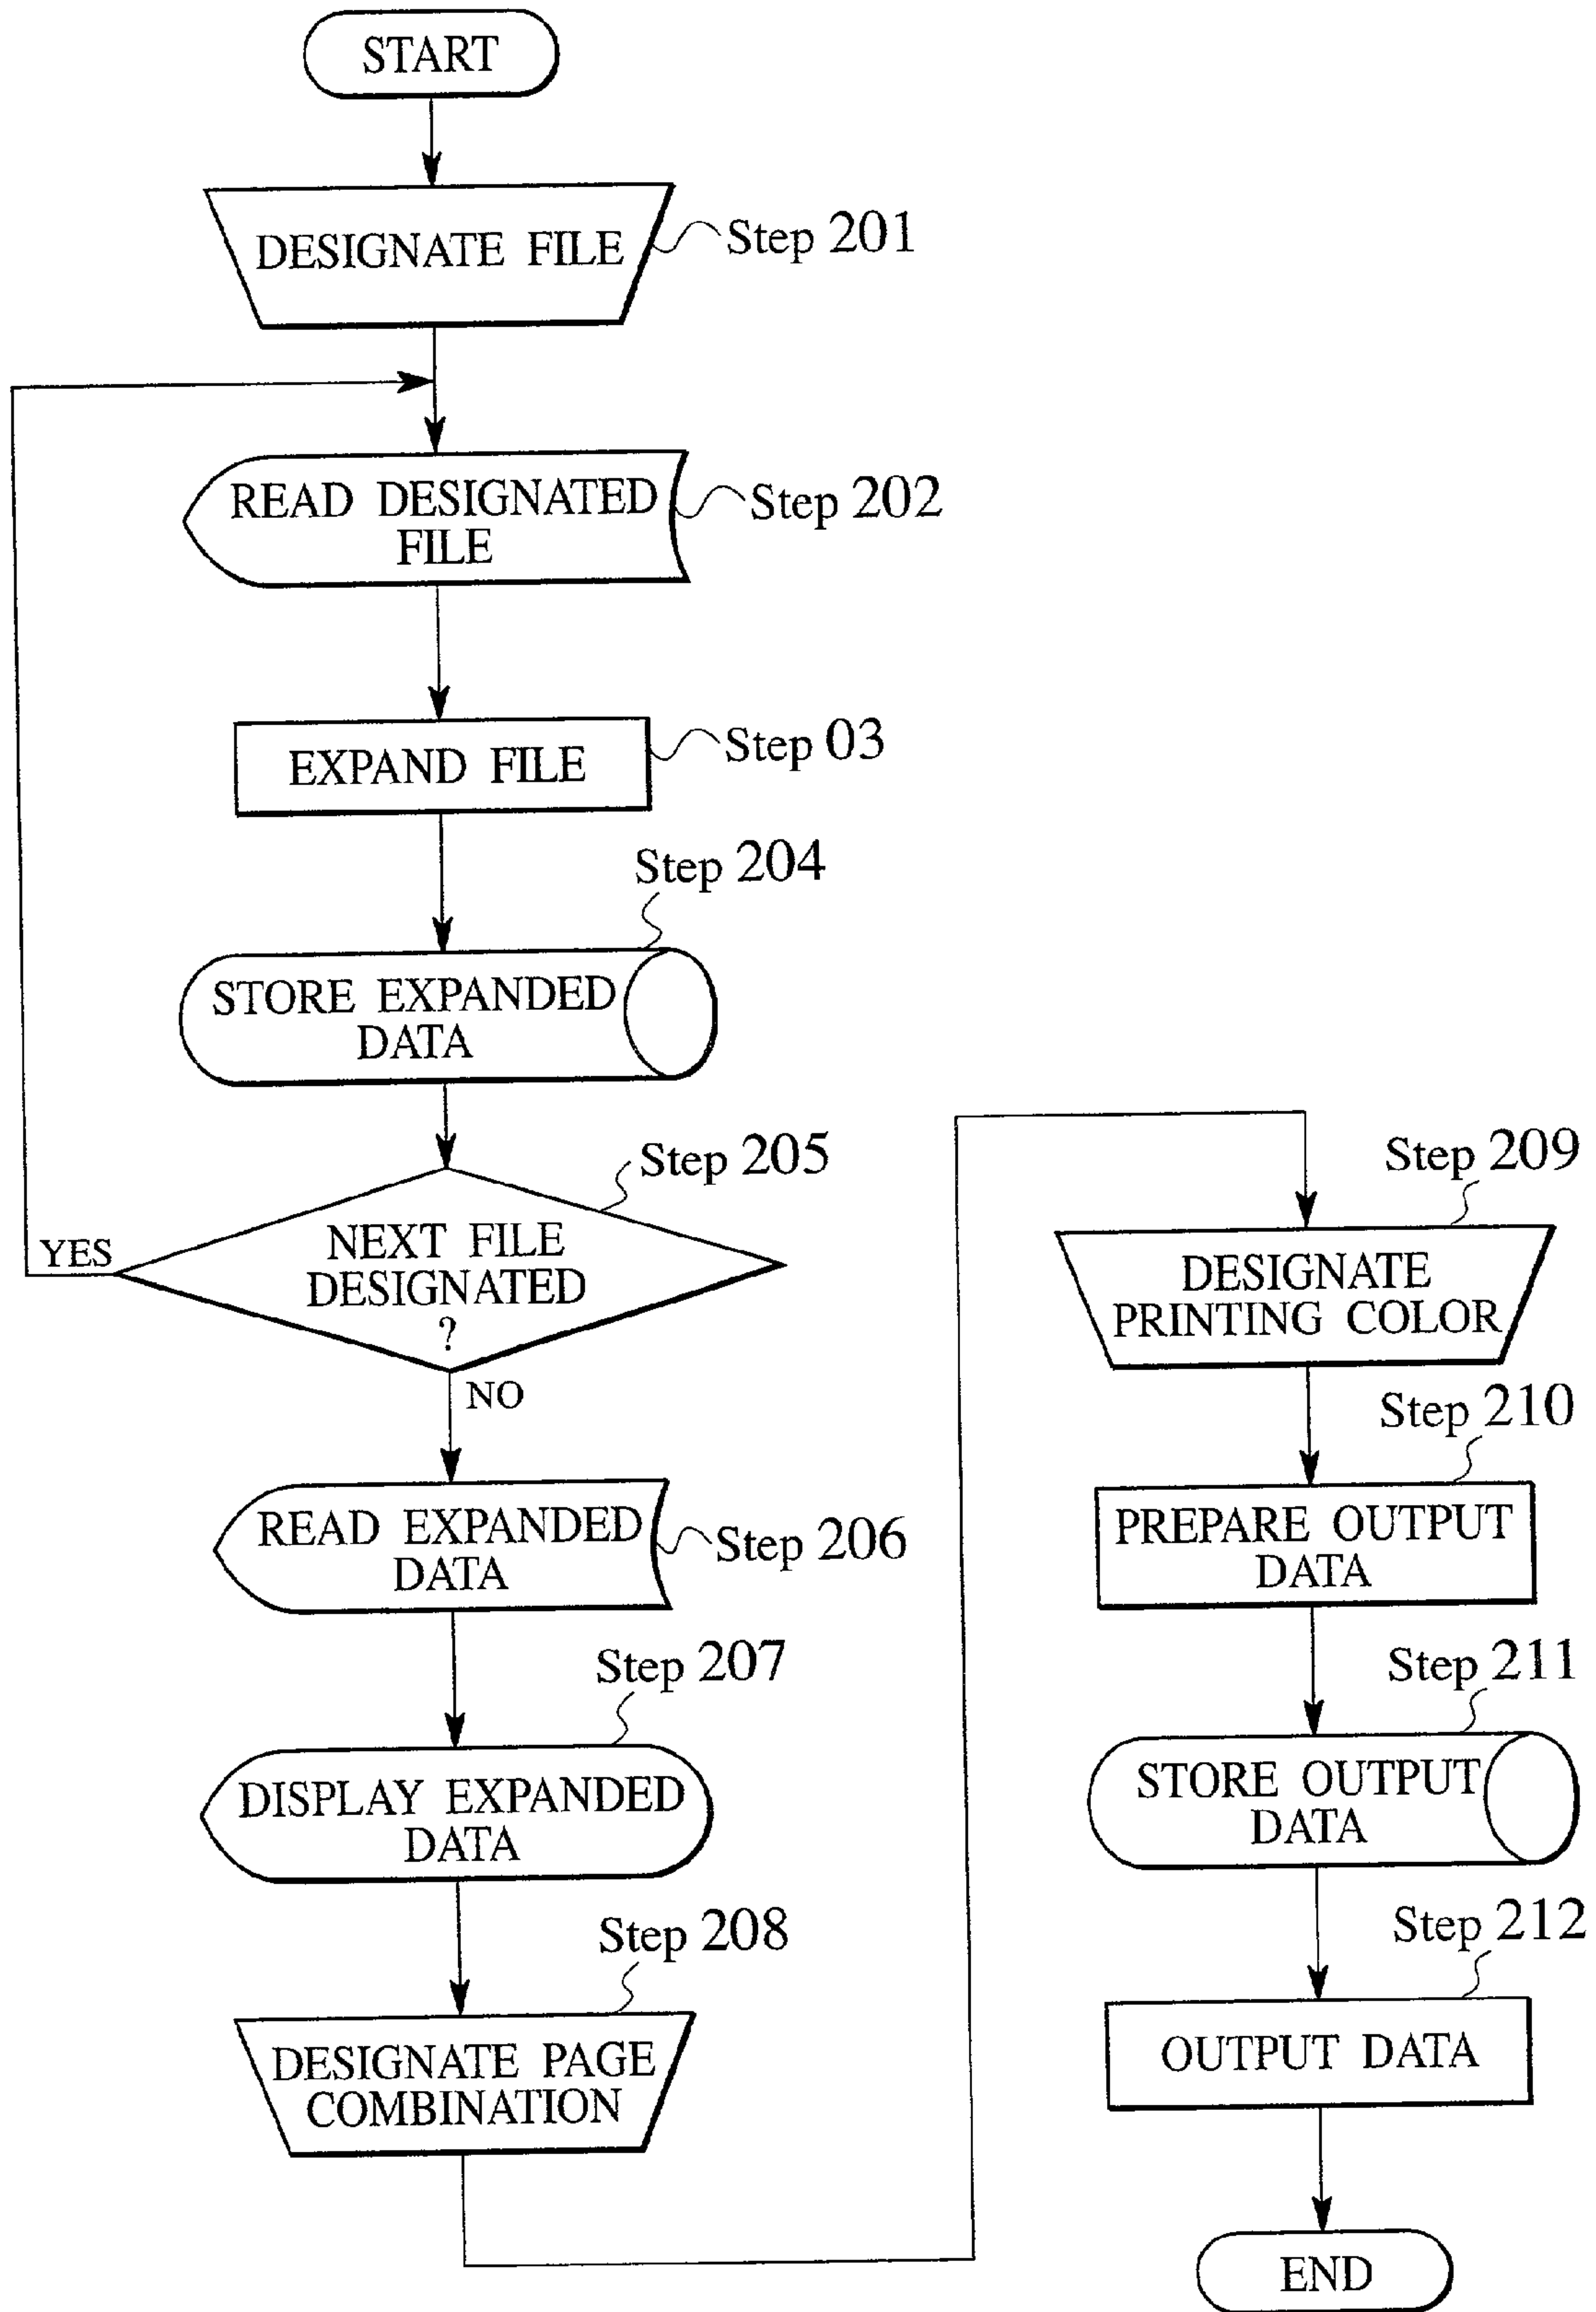 START
DESIGNATE FILE
Step 201
READ DESIGNATED
FILE
Step 202
EXPAND FILE
Step 03
Step 204
STORE EXPANDED
DATA
Step 205
NEXT FILE
DESIGNATED
?
YES
NO
READ EXPANDED
DATA
Step 206
Step 207
DISPLAY EXPANDED
DATA
Step 208
DESIGNATE PAGE
COMBINATION
Step 209
DESIGNATE
PRINTING COLOR
Step 210
PREPARE OUTPUT
DATA
Step 211
STORE OUTPUT
DATA
Step 212
OUTPUT DATA
END